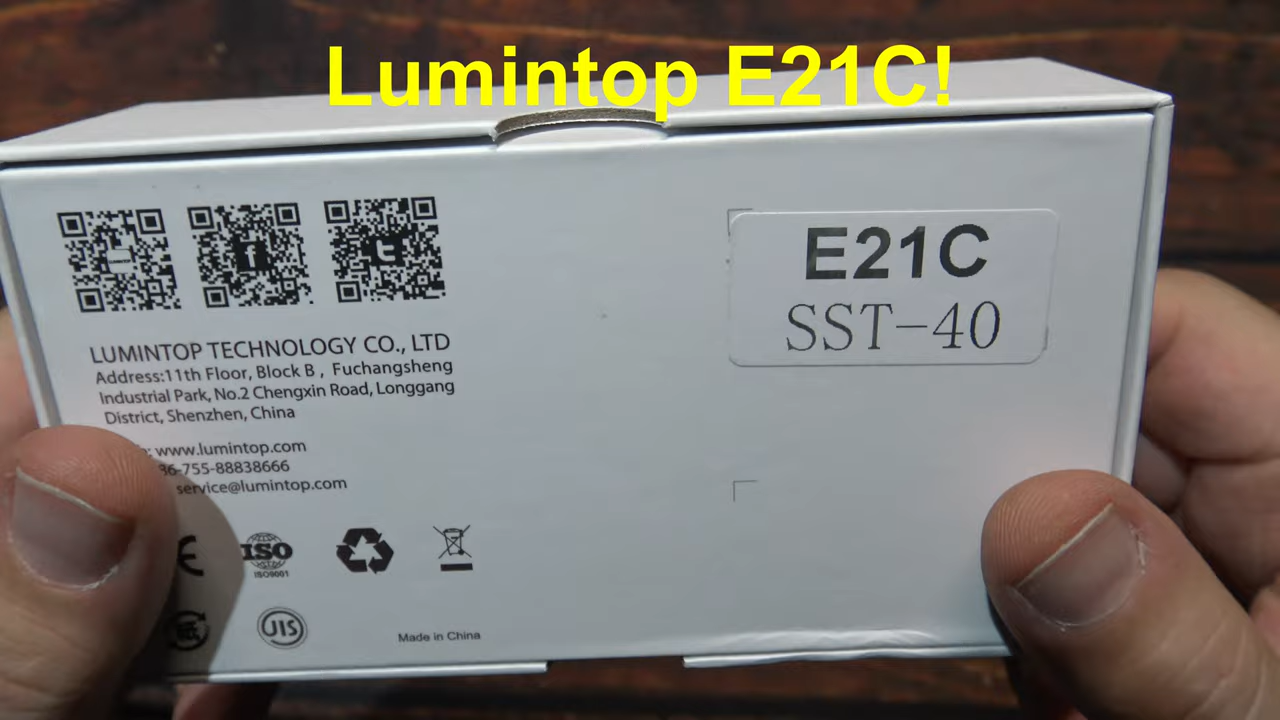 Lumintop E21C!
E21C
SST-40
LUMINTOP TECHNOLOGY CO., LTD
Address:11th Floor, Block B , Fuchangsheng
Industrial Park, No.2 Chengxin Road, Longgang
District, Shenzhen, China
www.lumintop.com
86-755-88838666
service@lumintop.com
CE
ISO
ISO9001
JIS
Made in China